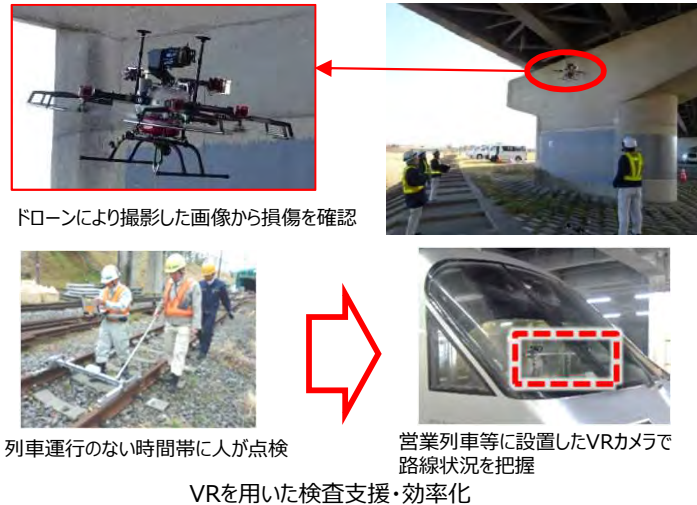 ドローンにより撮影した画像から損傷を確認
列車運行のない時間帯に人が点検
営業列車等に設置したVRカメラで
路線状況を把握
VRを用いた検査支援・効率化